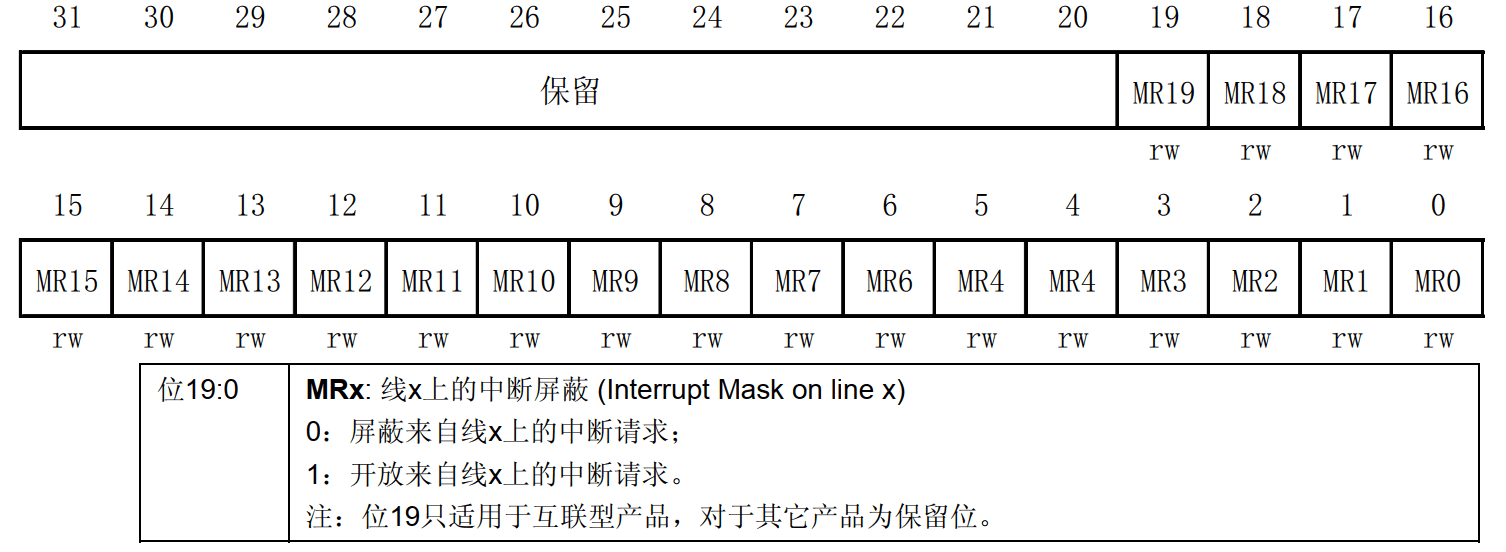 31 30 29 28 27 26 25 24 23 22 21 20 19 18 17 16
保留 MR19 MR18 MR17 MR16
rw rw rw rw
15 14 13 12 11 10 9 8 7 6 5 4 3 2 1 0
MR15 MR14 MR13 MR12 MR11 MR10 MR9 MR8 MR7 MR6 MR4 MR4 MR3 MR2 MR1 MR0
rw rw rw rw rw rw rw rw rw rw rw rw rw rw rw rw
位19:0 MRx: 线x上的中断屏蔽 (Interrupt Mask on line x)
0：屏蔽来自线x上的中断请求；
1：开放来自线x上的中断请求。
注：位19只适用于互联型产品，对于其它产品为保留位。